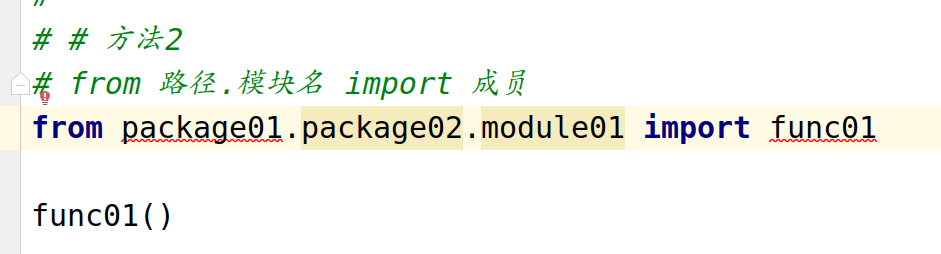 #
# # 方法2
# from 路径.模块名 import 成员
from package01.package02.module01 import func01
func01()